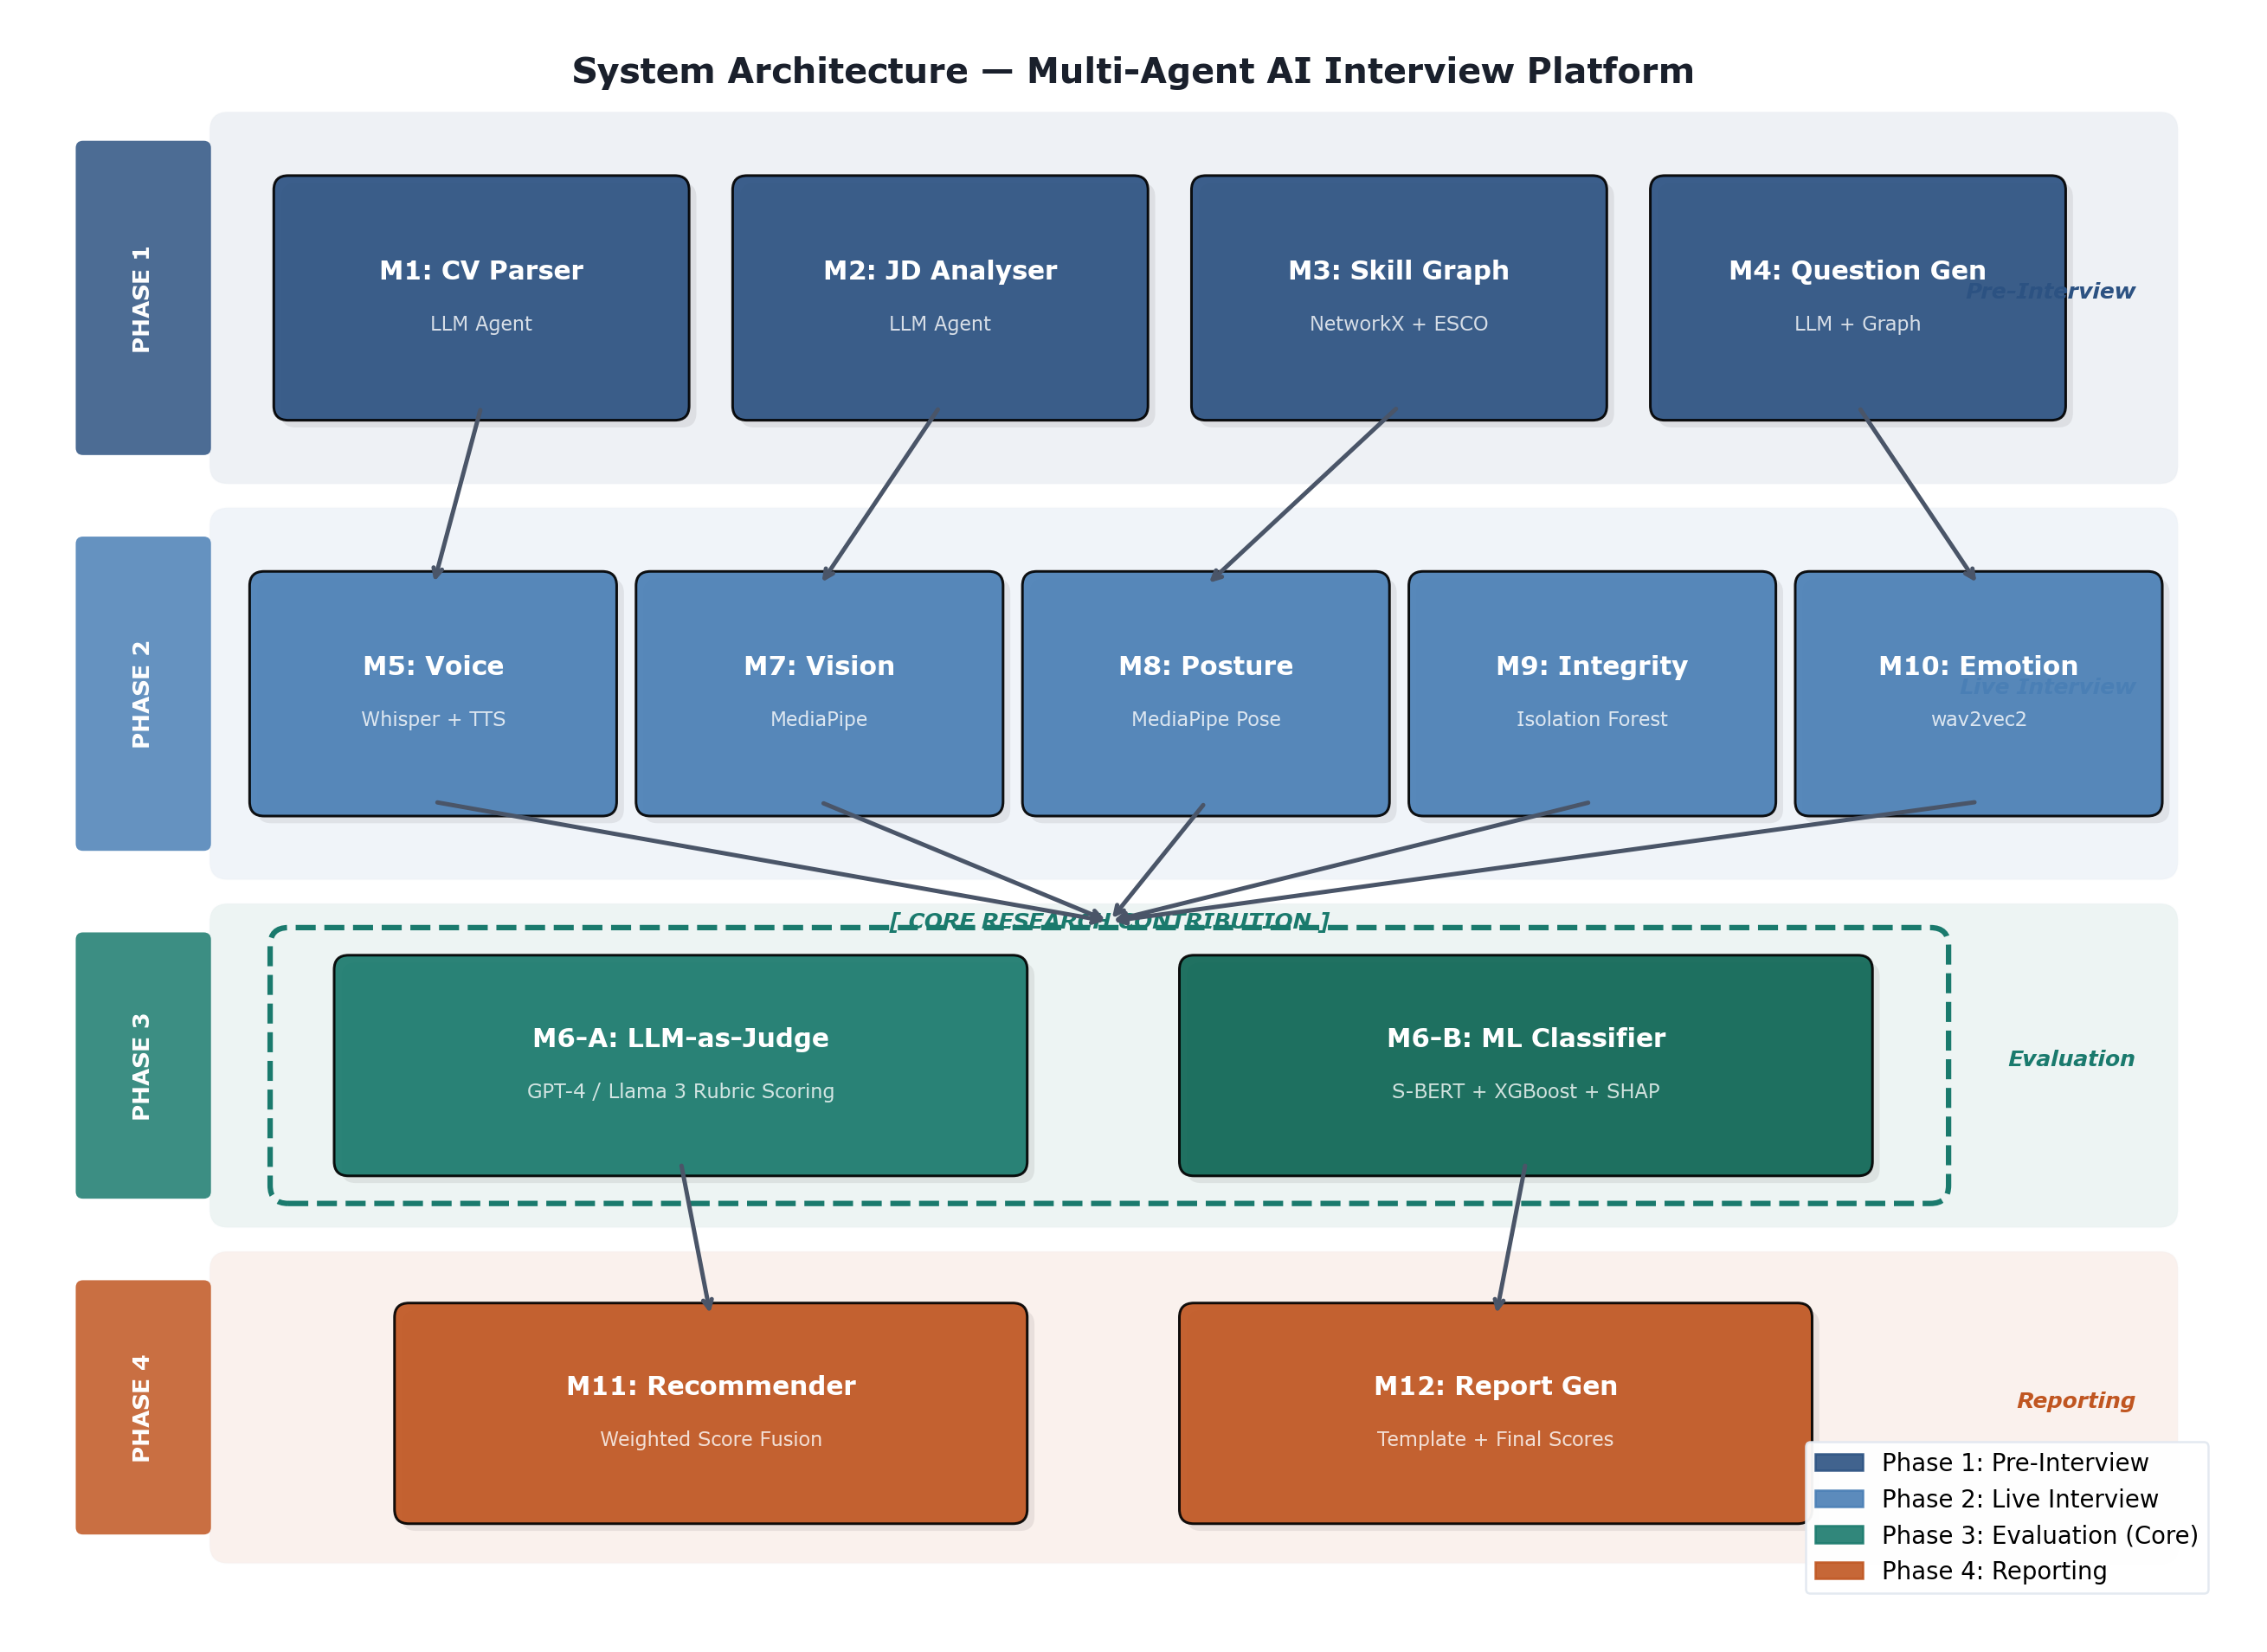 System Architecture — Multi–Agent AI Interview Platform
PHASE 1
M1: CV Parser
LLM Agent
M2: JD Analyser
LLM Agent
M3: Skill Graph
NetworkX + ESCO
M4: Question Gen
LLM + Graph
Pre–Interview
PHASE 2
M5: Voice
Whisper + TTS
M7: Vision
MediaPipe
M8: Posture
MediaPipe Pose
M9: Integrity
Isolation Forest
M10: Emotion
wav2vec2
Live Interview
[ CORE RESEARCH CONTRIBUTION ]
PHASE 3
M6–A: LLM–as–Judge
GPT-4 / Llama 3 Rubric Scoring
M6–B: ML Classifier
S-BERT + XGBoost + SHAP
Evaluation
PHASE 4
M11: Recommender
Weighted Score Fusion
M12: Report Gen
Template + Final Scores
Reporting
Phase 1: Pre-Interview
Phase 2: Live Interview
Phase 3: Evaluation (Core)
Phase 4: Reporting